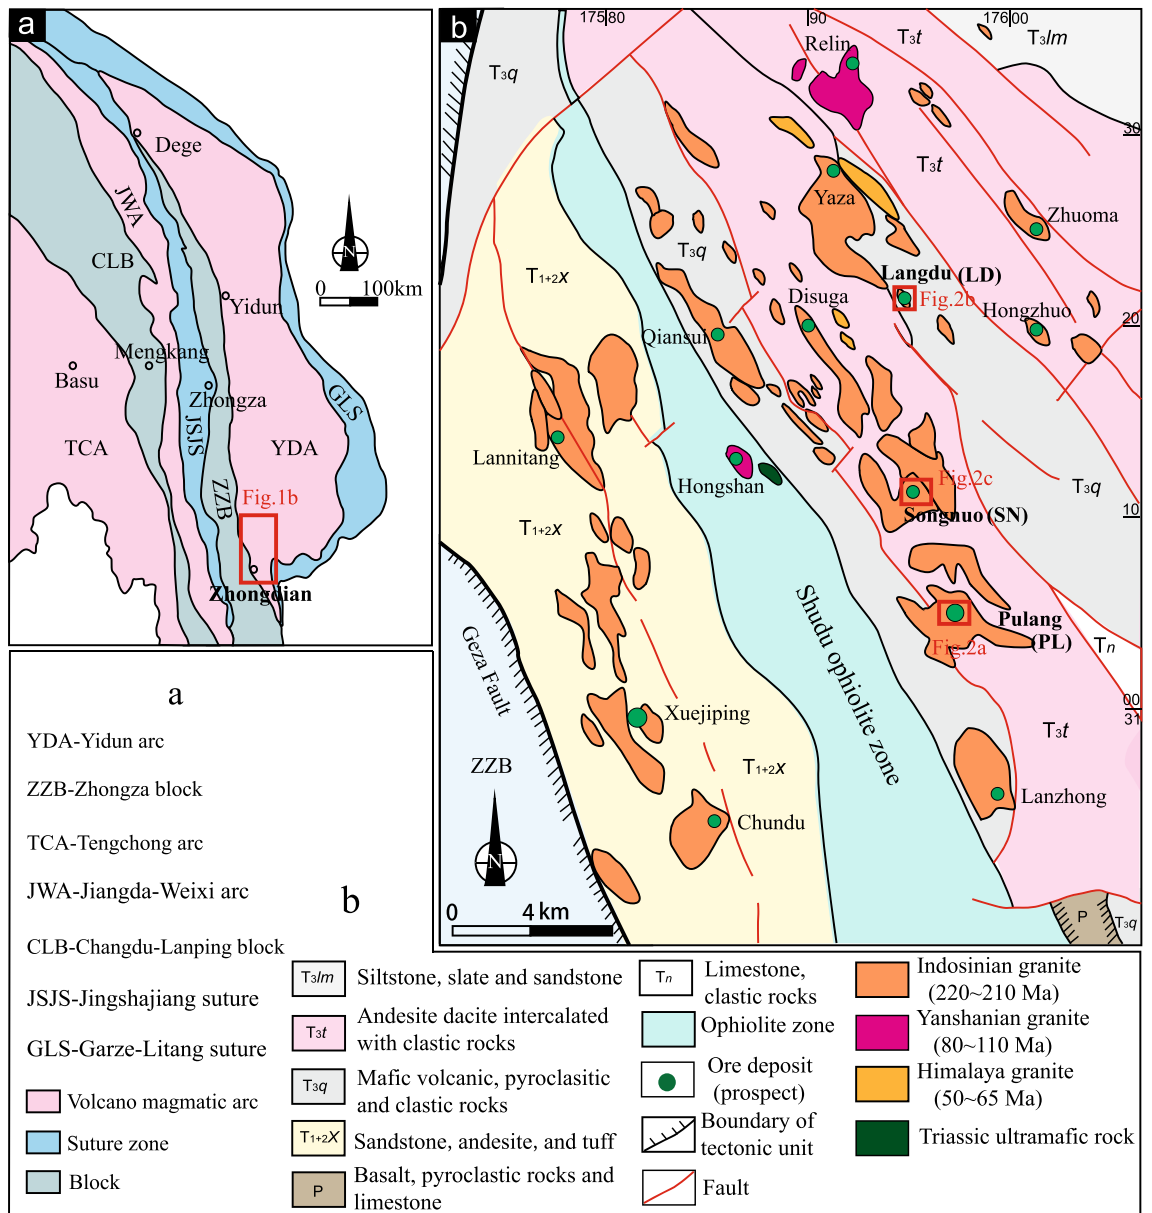 a
Dege
JWA
CLB
N
0 100km
Yidun
Mengkang
Basu
Zhongza
GLS
JSJS
TCA
YDA
ZZB
Fig.1b
Zhongdian
b
17580
90
17600
Relin
T3t
T3lm
T3q
30
T3t
Yaza
Zhuoma
T3q
T1+2x
Langdu (LD)
Disuga
Fig.2b
Hongzhuo
20
Qiansui
Lannitang
Hongshan
Fig.2c
T3q
Songnuo (SN)
10
T1+2x
Shudu ophiolite zone
Pulang
(PL)
Geza Fault
Fig.2a
Tn
00
31
Xuejiping
T3t
ZZB
T1+2x
Lanzhong
Chundu
N
0 4 km
P
T3q
a
YDA-Yidun arc
ZZB-Zhongza block
TCA-Tengchong arc
JWA-Jiangda-Weixi arc
CLB-Changdu-Lanping block
JSJS-Jingshajiang suture
GLS-Garze-Litang suture
Volcano magmatic arc
Suture zone
Block
b
T3lm Siltstone, slate and sandstone
T3t Andesite dacite intercalated
with clastic rocks
T3q Mafic volcanic, pyroclasitic
and clastic rocks
T1+2X Sandstone, andesite, and tuff
P Basalt, pyroclastic rocks and
limestone
Tn Limestone,
clastic rocks
Ophiolite zone
Ore deposit
(prospect)
Boundary of
tectonic unit
Fault
Indosinian granite
(220~210 Ma)
Yanshanian granite
(80~110 Ma)
Himalaya granite
(50~65 Ma)
Triassic ultramafic rock